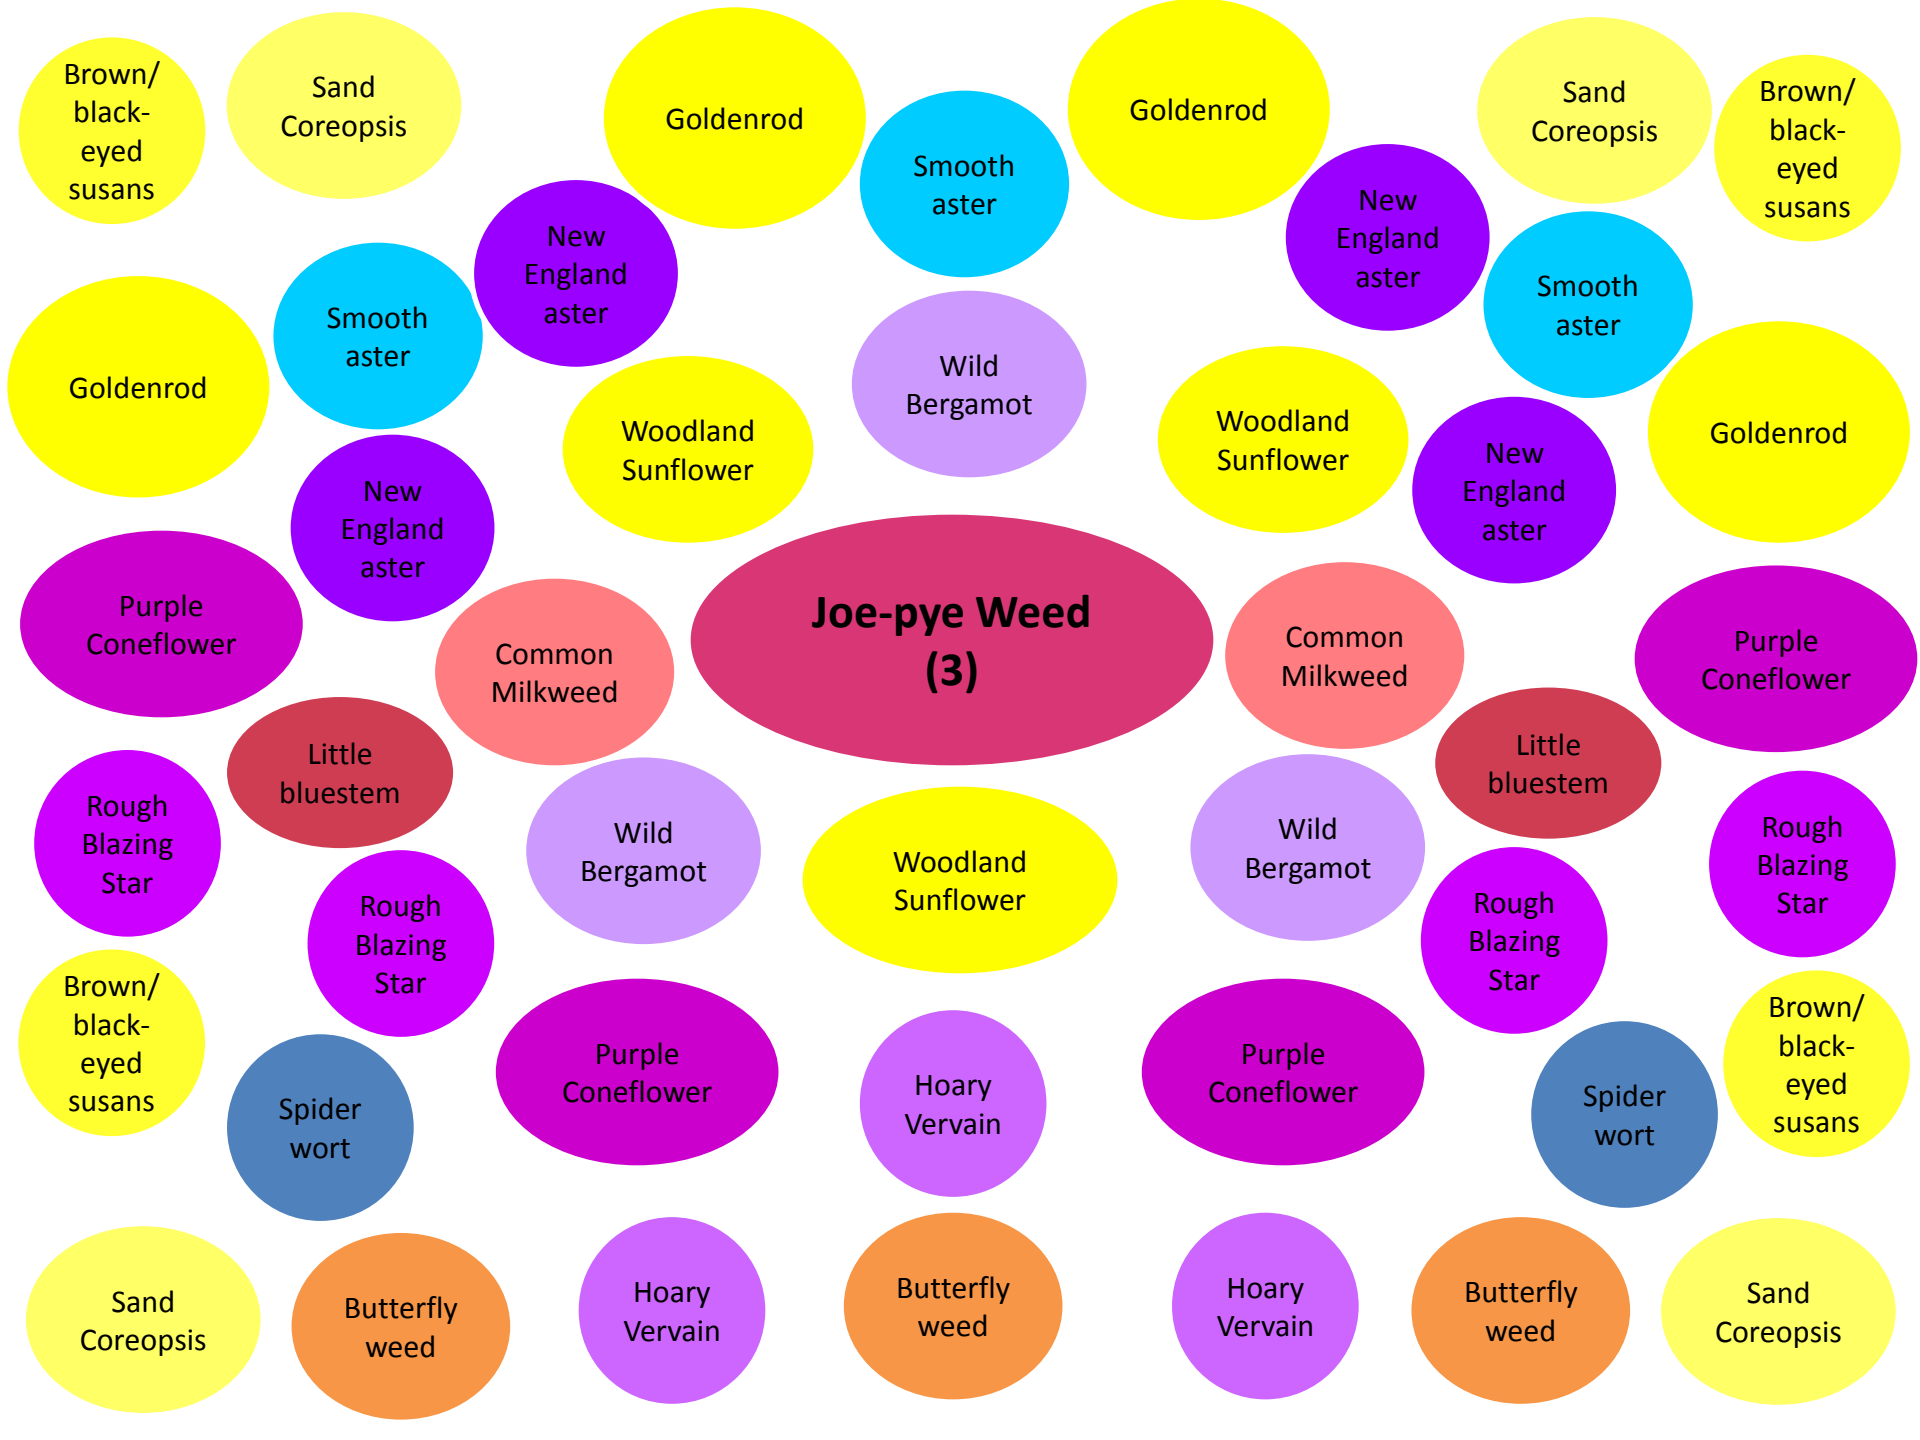 Brown/
black-
eyed
susans
Sand
Coreopsis
Goldenrod
Smooth
aster
Goldenrod
Sand
Coreopsis
Brown/
black-
eyed
susans
New
England
aster
New
England
aster
Smooth
aster
Smooth
aster
Goldenrod
Woodland
Sunflower
Wild
Bergamot
Woodland
Sunflower
New
England
aster
Goldenrod
New
England
aster
Purple
Coneflower
Common
Milkweed
Joe-pye Weed
(3)
Common
Milkweed
Purple
Coneflower
Little
bluestem
Little
bluestem
Rough
Blazing
Star
Rough
Blazing
Star
Wild
Bergamot
Woodland
Sunflower
Wild
Bergamot
Rough
Blazing
Star
Rough
Blazing
Star
Brown/
black-
eyed
susans
Spider
wort
Purple
Coneflower
Hoary
Vervain
Purple
Coneflower
Spider
wort
Brown/
black-
eyed
susans
Sand
Coreopsis
Butterfly
weed
Hoary
Vervain
Butterfly
weed
Hoary
Vervain
Butterfly
weed
Sand
Coreopsis